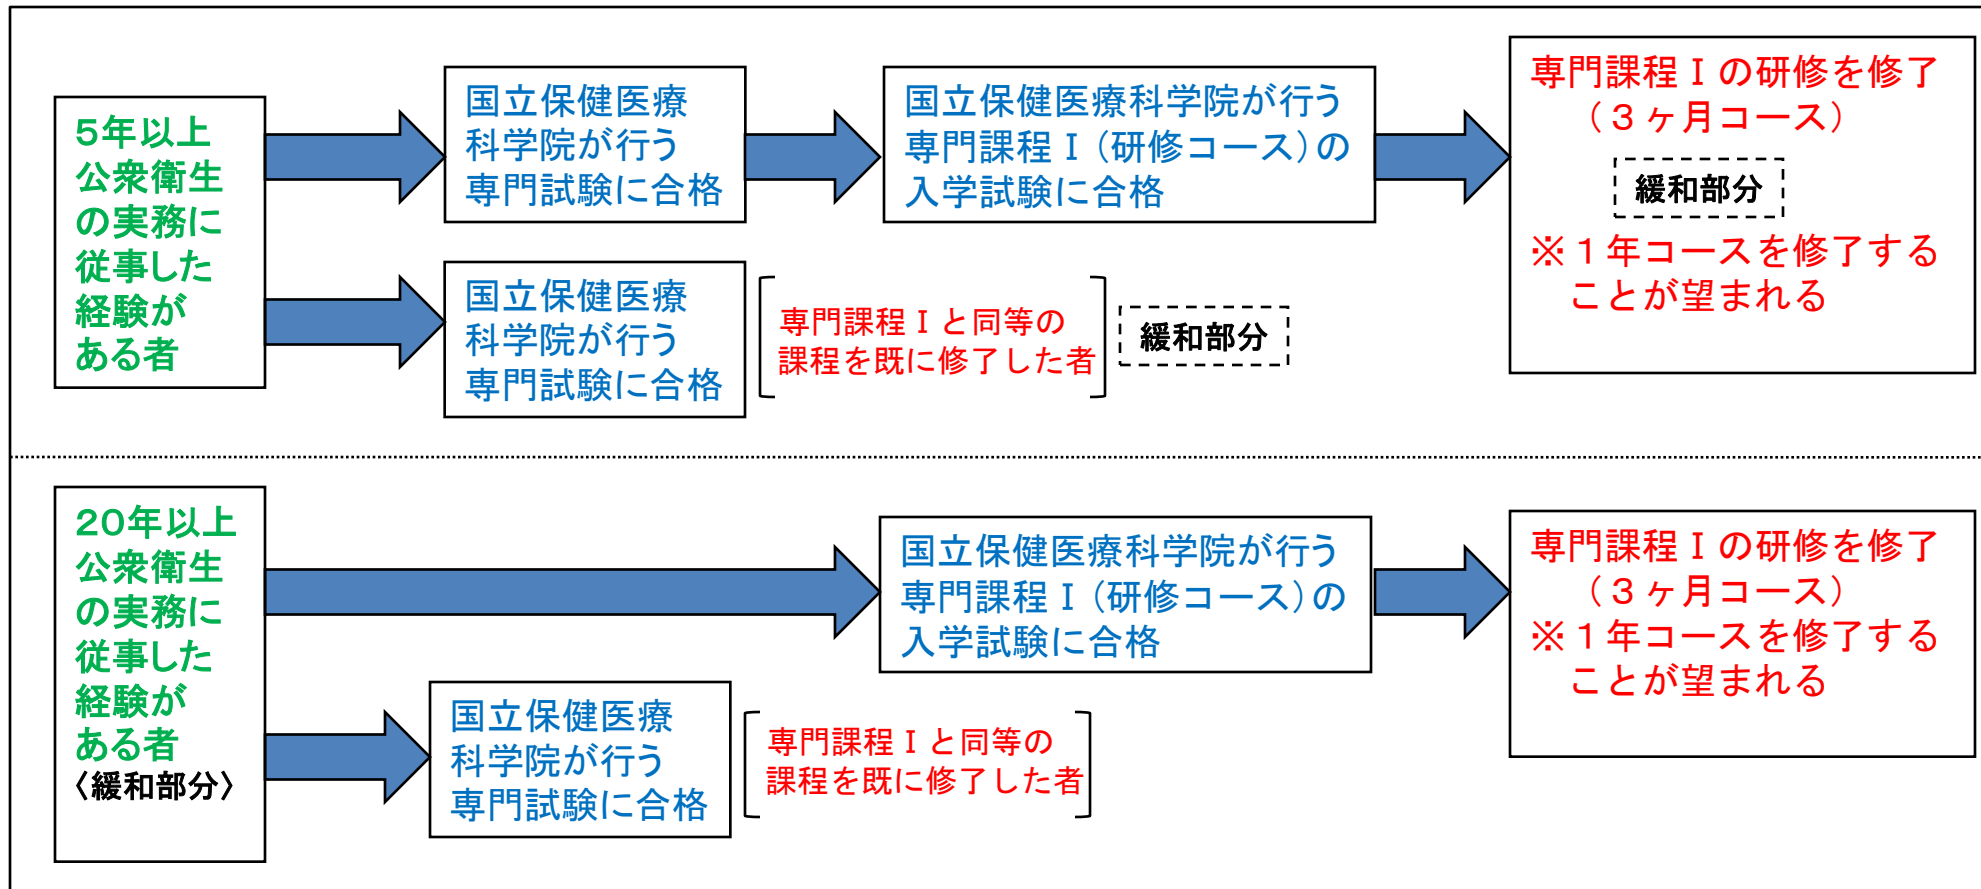 5年以上
公衆衛生
の実務に
従事した
経験が
ある者
国立保健医療
科学院が行う
専門試験に合格
国立保健医療科学院が行う
専門課程Ⅰ(研修コース)の
入学試験に合格
専門課程Ⅰの研修を修了
(3ヶ月コース)
緩和部分
※1年コースを修了する
ことが望まれる
国立保健医療
科学院が行う
専門試験に合格
専門課程Ⅰと同等の
課程を既に修了した者
緩和部分
20年以上
公衆衛生
の実務に
従事した
経験が
ある者
〈緩和部分〉
国立保健医療科学院が行う
専門課程Ⅰ(研修コース)の
入学試験に合格
専門課程Ⅰの研修を修了
(3ヶ月コース)
※1年コースを修了する
ことが望まれる
国立保健医療
科学院が行う
専門試験に合格
専門課程Ⅰと同等の
課程を既に修了した者